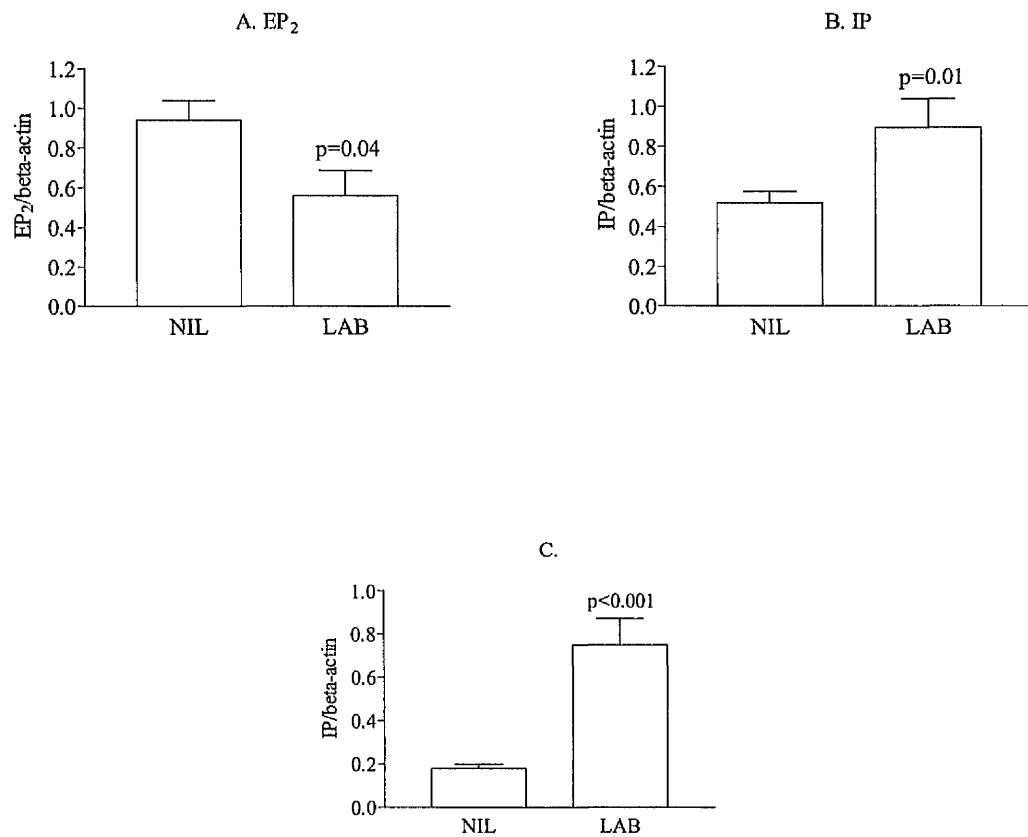 A. EP₂
EP₂/beta-actin
1.2
1.0
0.8
0.6
0.4
0.2
0.0
p=0.04
NIL LAB
B. IP
IP/beta-actin
1.2
1.0
0.8
0.6
0.4
0.2
0.0
p=0.01
NIL LAB
C.
IP/beta-actin
1.0
0.8
0.6
0.4
0.2
0.0
p<0.001
NIL LAB